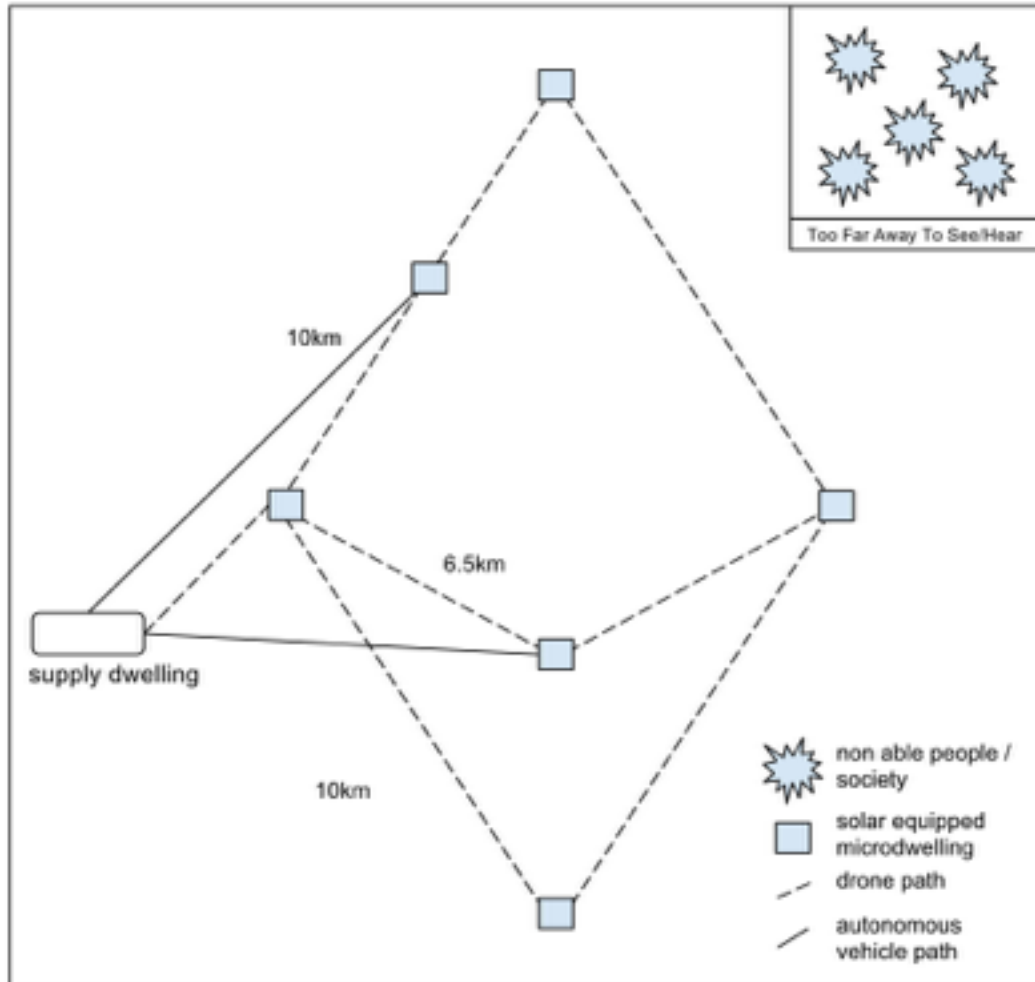 Too Far Away To See/Hear
10km
6.5km
supply dwelling
10km
non able people /
society
solar equipped
microdwelling
drone path
autonomous
vehicle path